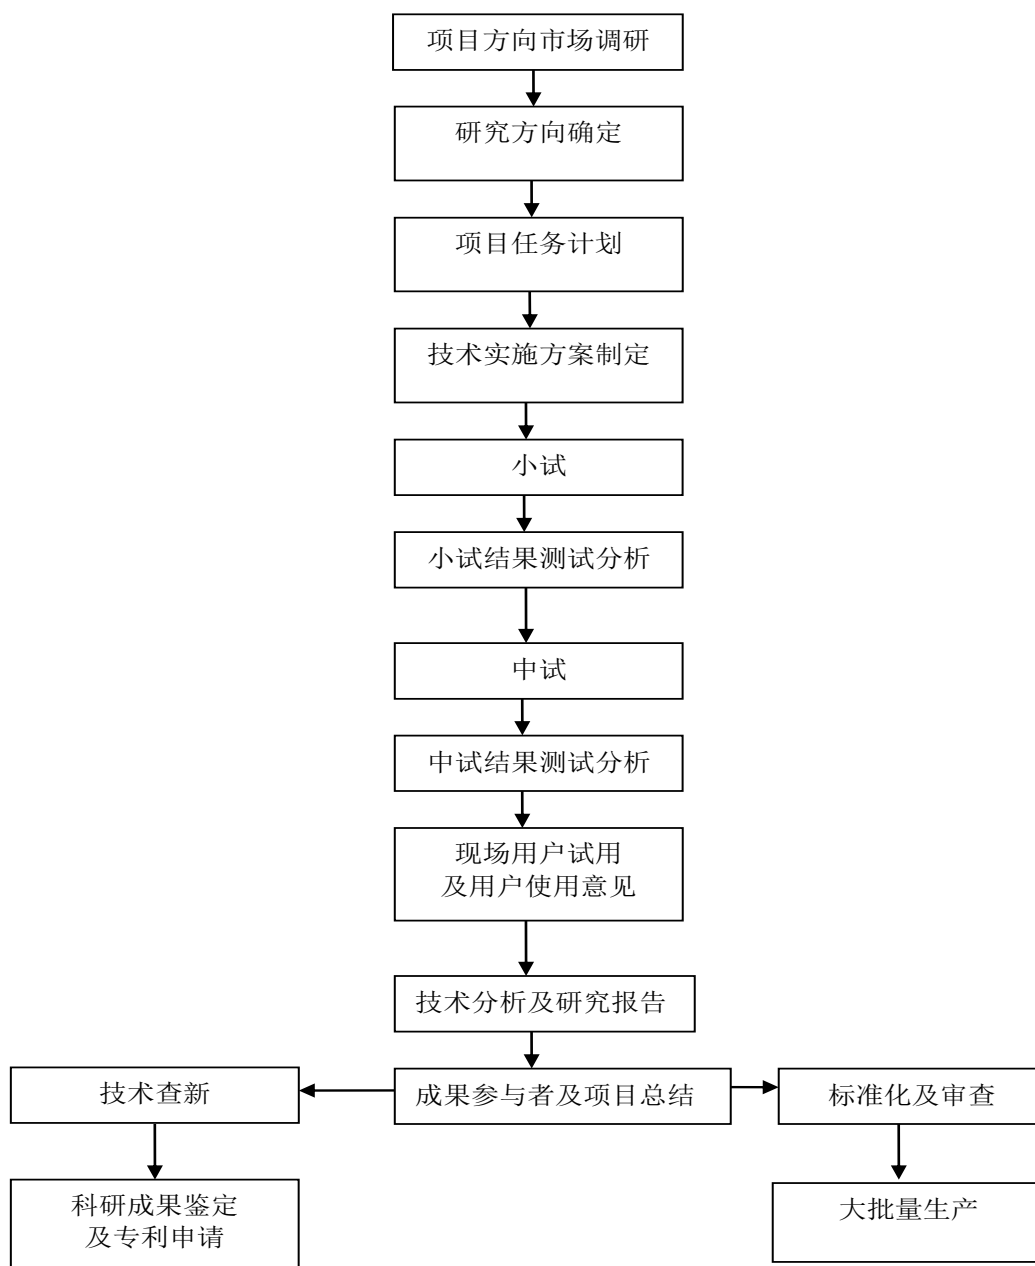 项目方向市场调研
研究方向确定
项目任务计划
技术实施方案制定
小试
小试结果测试分析
中试
中试结果测试分析
现场用户试用
及用户使用意见
技术分析及研究报告
技术查新
成果参与者及项目总结
标准化及审查
科研成果鉴定
及专利申请
大批量生产